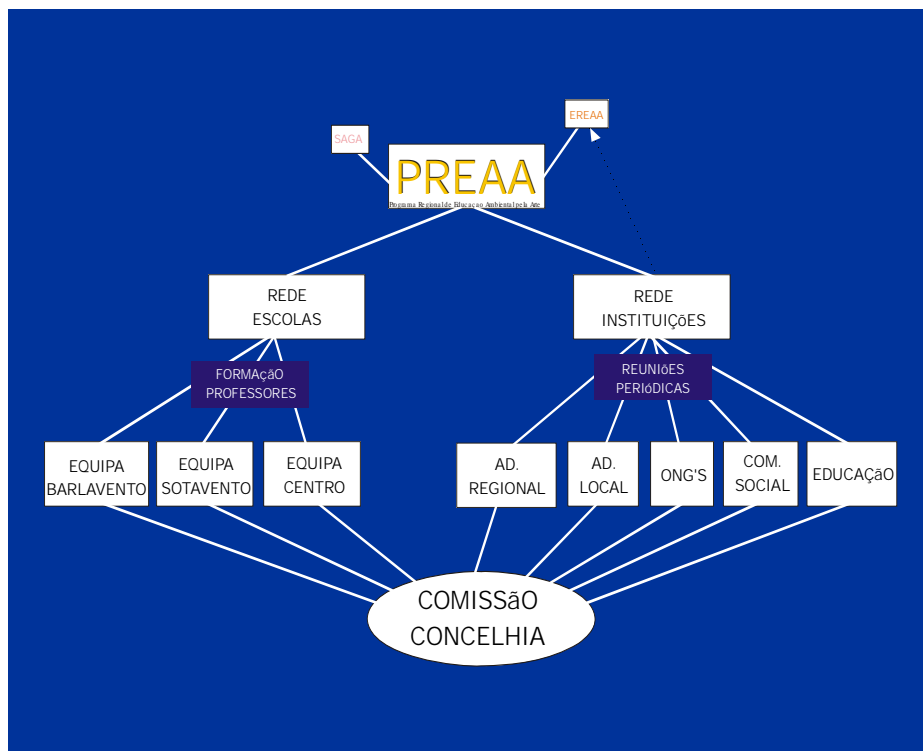 EREAA
SAGA
PREAA
Programa Regional de Educaçao Ambiental pela Arte
REDE
ESCOLAS
REDE
INSTITUIÇõES
FORMAçãO
PROFESSORES
REUNIõES
PERIóDICAS
EQUIPA
BARLAVENTO
EQUIPA
SOTAVENTO
EQUIPA
CENTRO
AD.
REGIONAL
AD.
LOCAL
ONG'S
COM.
SOCIAL
EDUCAÇãO
COMISSãO
CONCELHIA